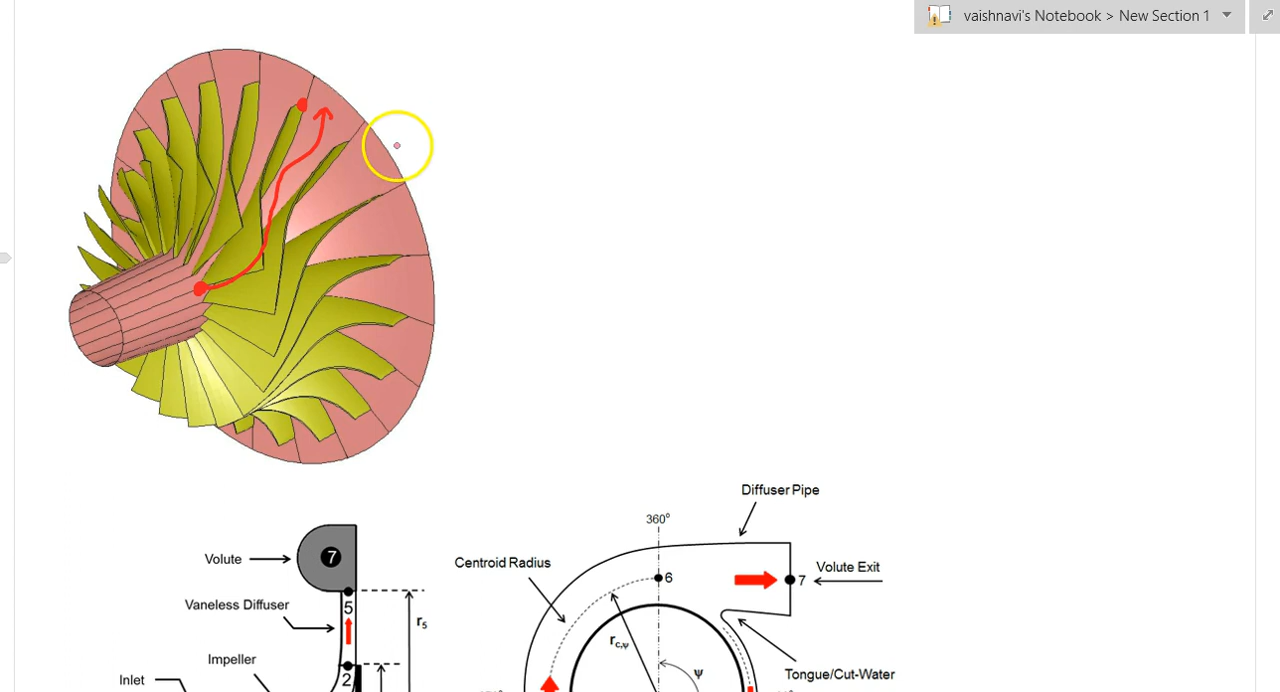 vaishnavi's Notebook > New Section 1
Diffuser Pipe
360°
Volute
7
Centroid Radius
6
7
Volute Exit
Vaneless Diffuser
5
r5
rc,ψ
Impeller
ψ
Inlet
2
Tongue/Cut-Water